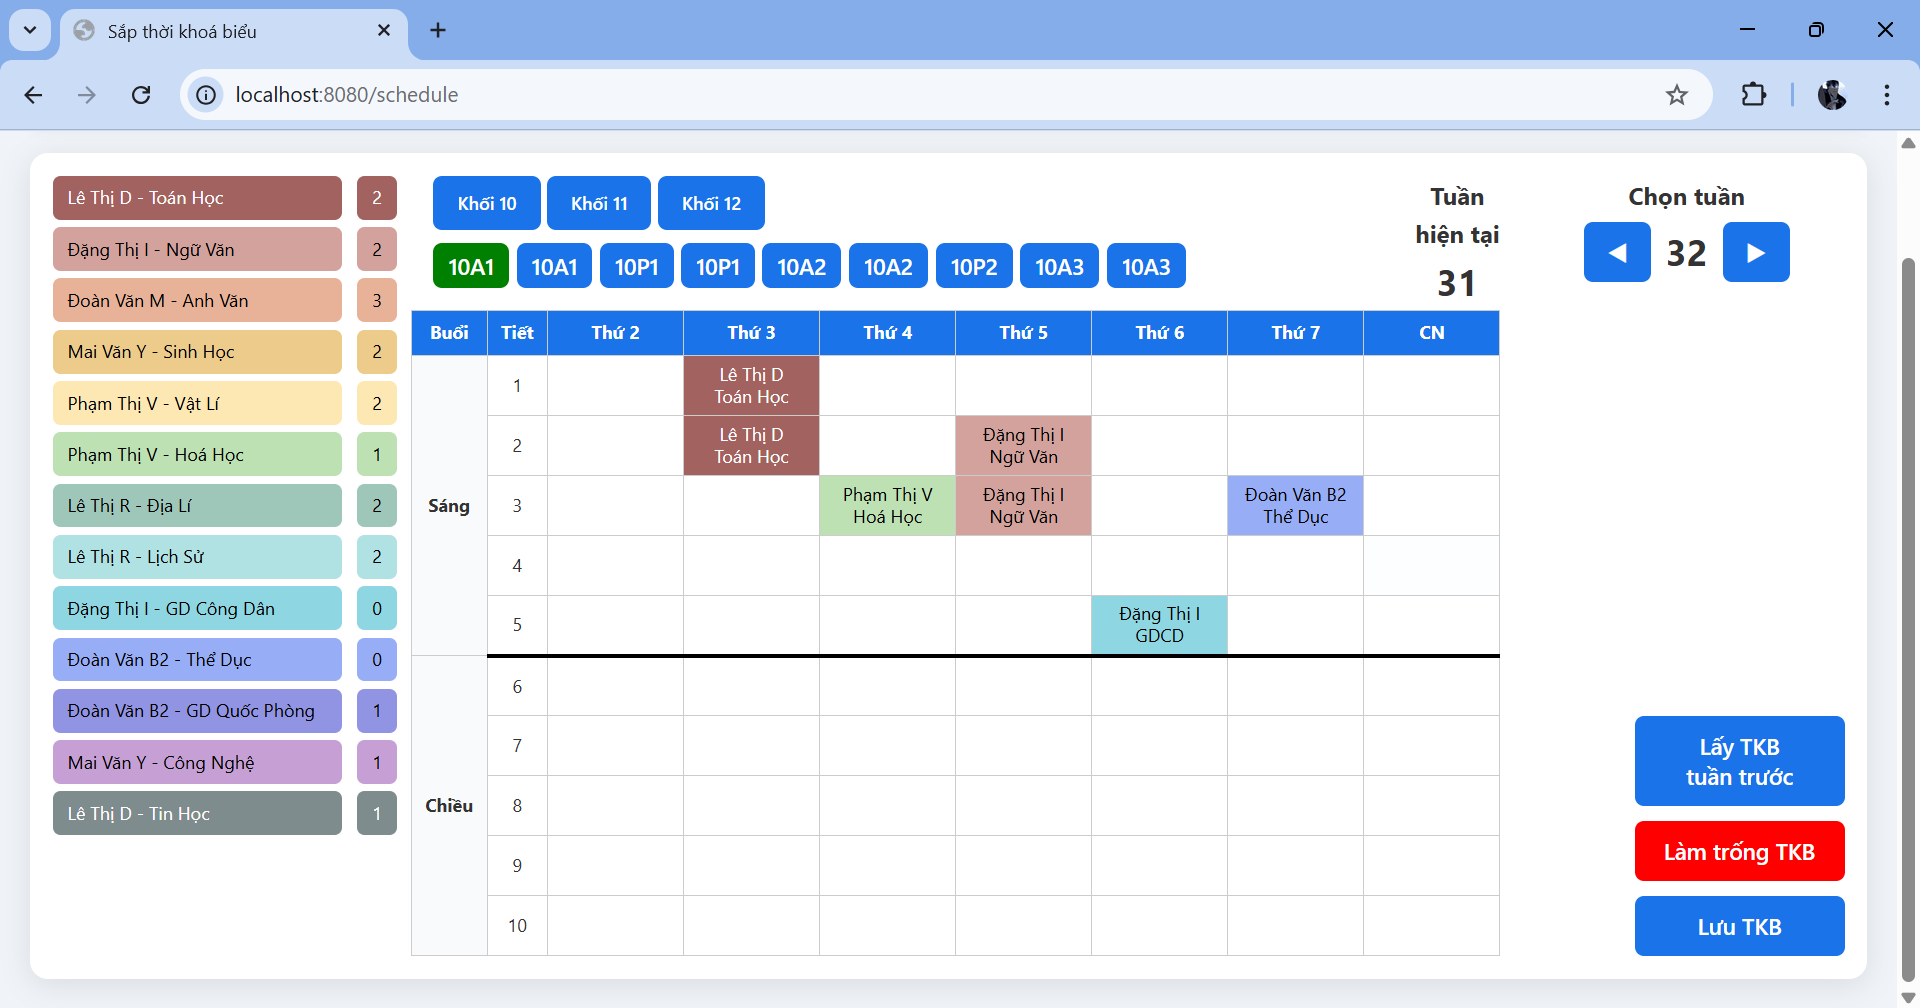 Sắp thời khoá biểu
localhost:8080/schedule
Lê Thị D - Toán Học 2
Đặng Thị I - Ngữ Văn 2
Đoàn Văn M - Anh Văn 3
Mai Văn Y - Sinh Học 2
Phạm Thị V - Vật Lí 2
Phạm Thị V - Hoá Học 1
Lê Thị R - Địa Lí 2
Lê Thị R - Lịch Sử 2
Đặng Thị I - GD Công Dân 0
Đoàn Văn B2 - Thể Dục 0
Đoàn Văn B2 - GD Quốc Phòng 1
Mai Văn Y - Công Nghệ 1
Lê Thị D - Tin Học 1
Khối 10 Khối 11 Khối 12
10A1 10A1 10P1 10P1 10A2 10A2 10P2 10A3 10A3
Tuần
hiện tại
31
Chọn tuần
◀ 32 ▶
Buổi Tiết Thứ 2 Thứ 3 Thứ 4 Thứ 5 Thứ 6 Thứ 7 CN
Sáng
1
Lê Thị D
Toán Học
2
Lê Thị D
Toán Học
Đặng Thị I
Ngữ Văn
3
Phạm Thị V
Hoá Học
Đặng Thị I
Ngữ Văn
Đoàn Văn B2
Thể Dục
4
5
Đặng Thị I
GDCD
Chiều
6
7
8
9
10
Lấy TKB
tuần trước
Làm trống TKB
Lưu TKB